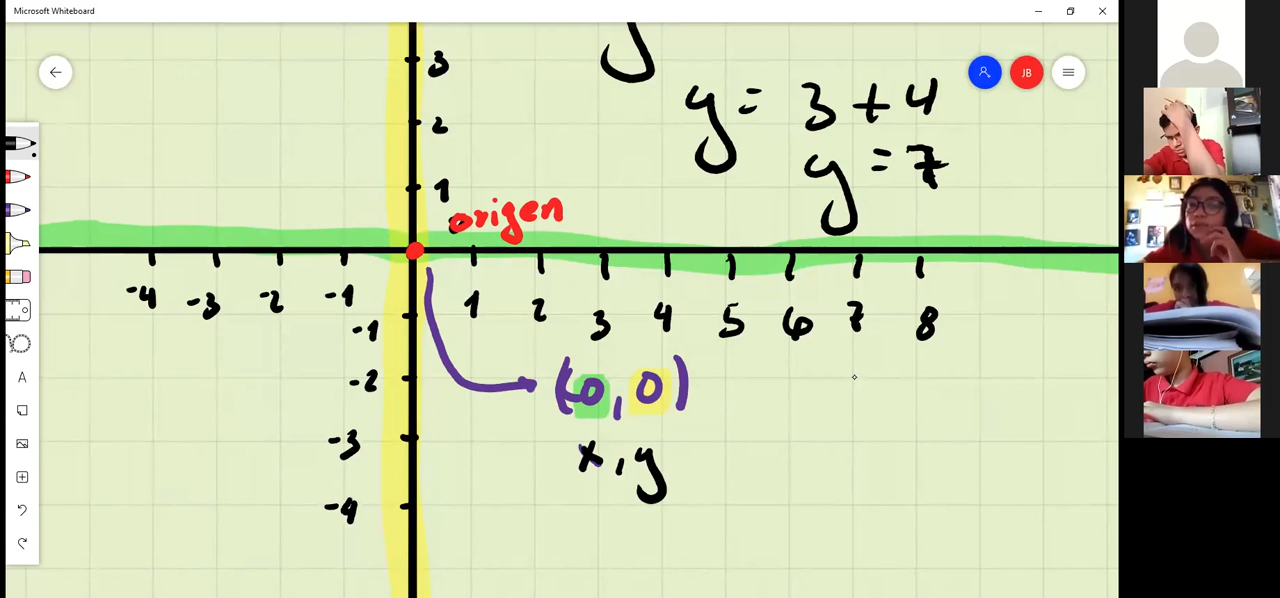 Microsoft Whiteboard
JB
3
y = 3 + 4
2
y = 7
1
origen
-4 -3 -2 -1 1 2 3 4 5 6 7 8
-1
-2
(0, 0)
-3
x, y
-4
A